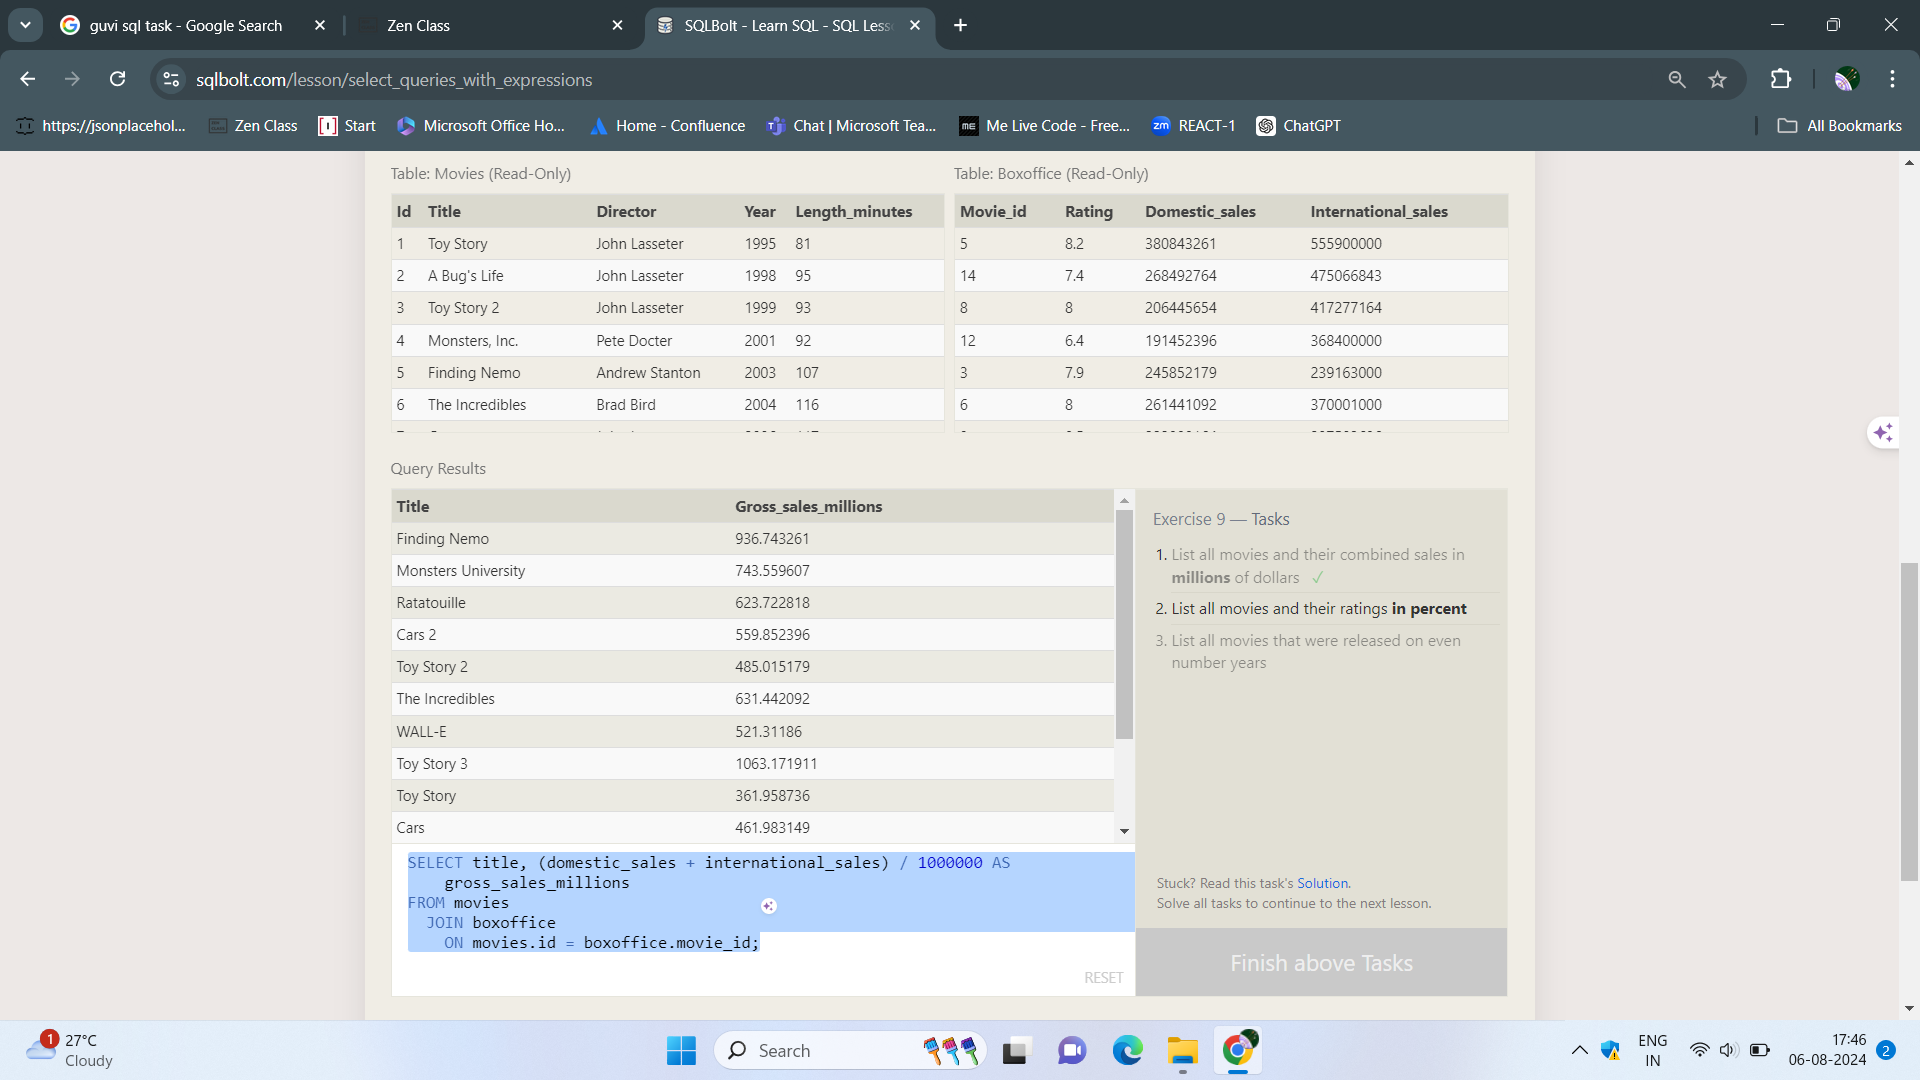 guvi sql task - Google Search
Zen Class
SQLBolt - Learn SQL - SQL Less
sqlbolt.com/lesson/select_queries_with_expressions
https://jsonplacehol...
Zen Class
Start
Microsoft Office Ho...
Home - Confluence
Chat | Microsoft Tea...
Me Live Code - Free...
REACT-1
ChatGPT
All Bookmarks
Table: Movies (Read-Only)
Id Title Director Year Length_minutes
1 Toy Story John Lasseter 1995 81
2 A Bug's Life John Lasseter 1998 95
3 Toy Story 2 John Lasseter 1999 93
4 Monsters, Inc. Pete Docter 2001 92
5 Finding Nemo Andrew Stanton 2003 107
6 The Incredibles Brad Bird 2004 116
Table: Boxoffice (Read-Only)
Movie_id Rating Domestic_sales International_sales
5 8.2 380843261 555900000
14 7.4 268492764 475066843
8 8 206445654 417277164
12 6.4 191452396 368400000
3 7.9 245852179 239163000
6 8 261441092 370001000
Query Results
Title Gross_sales_millions
Finding Nemo 936.743261
Monsters University 743.559607
Ratatouille 623.722818
Cars 2 559.852396
Toy Story 2 485.015179
The Incredibles 631.442092
WALL-E 521.31186
Toy Story 3 1063.171911
Toy Story 361.958736
Cars 461.983149
SELECT title, (domestic_sales + international_sales) / 1000000 AS
gross_sales_millions
FROM movies
JOIN boxoffice
ON movies.id = boxoffice.movie_id;
RESET
Exercise 9 — Tasks
1. List all movies and their combined sales in
millions of dollars ✓
2. List all movies and their ratings in percent
3. List all movies that were released on even
number years
Stuck? Read this task's Solution.
Solve all tasks to continue to the next lesson.
Finish above Tasks
1
27°C
Cloudy
Search
ENG
IN
17:46
06-08-2024
2